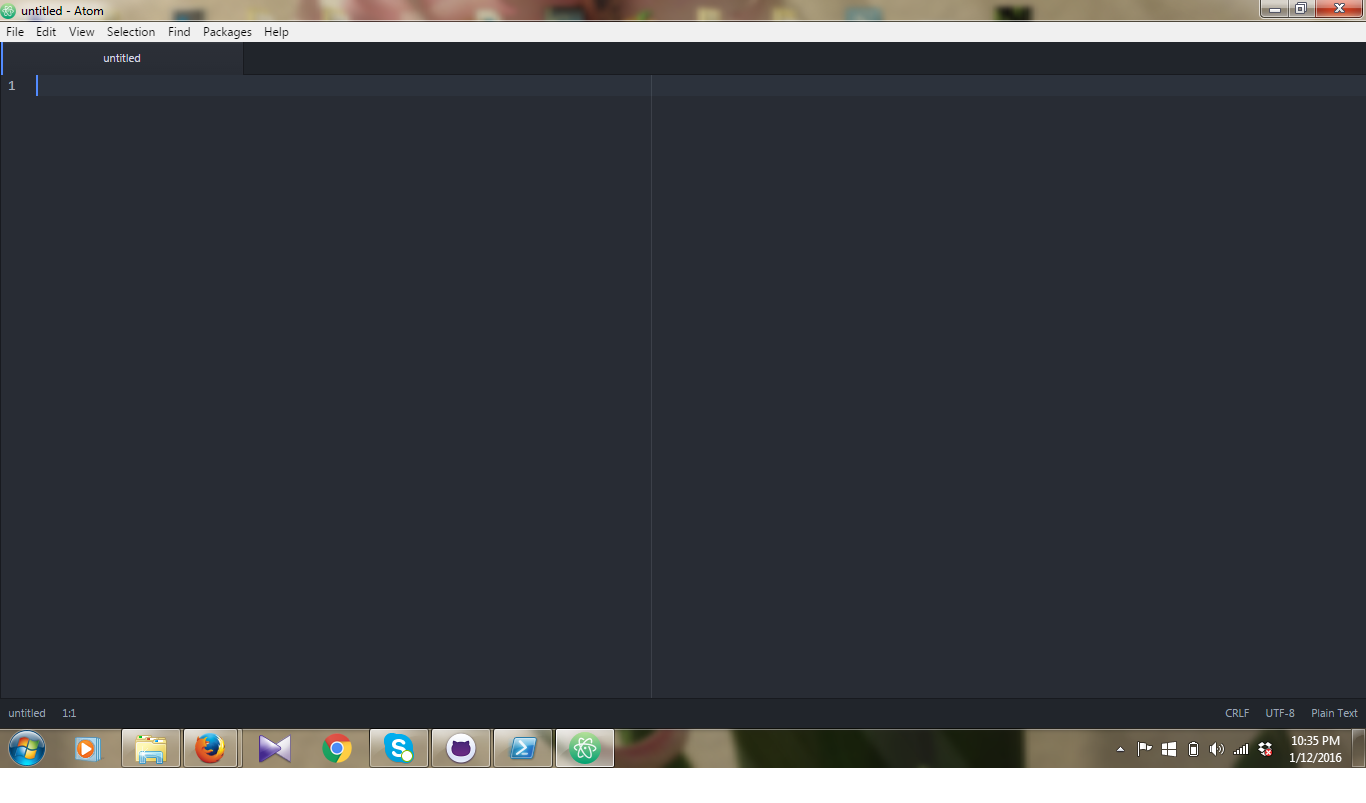 untitled - Atom
File Edit View Selection Find Packages Help
untitled
1
untitled 1:1 CRLF UTF-8 Plain Text
10:35 PM
1/12/2016